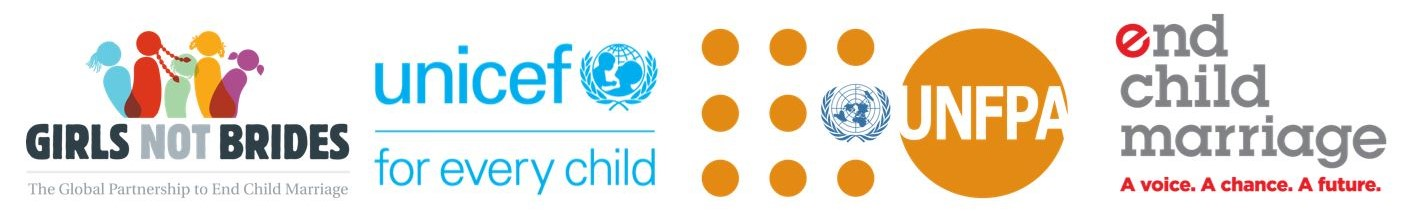 GIRLS NOT BRIDES
The Global Partnership to End Child Marriage
unicef
for every child
UNFPA
end
child
marriage
A voice. A chance. A future.